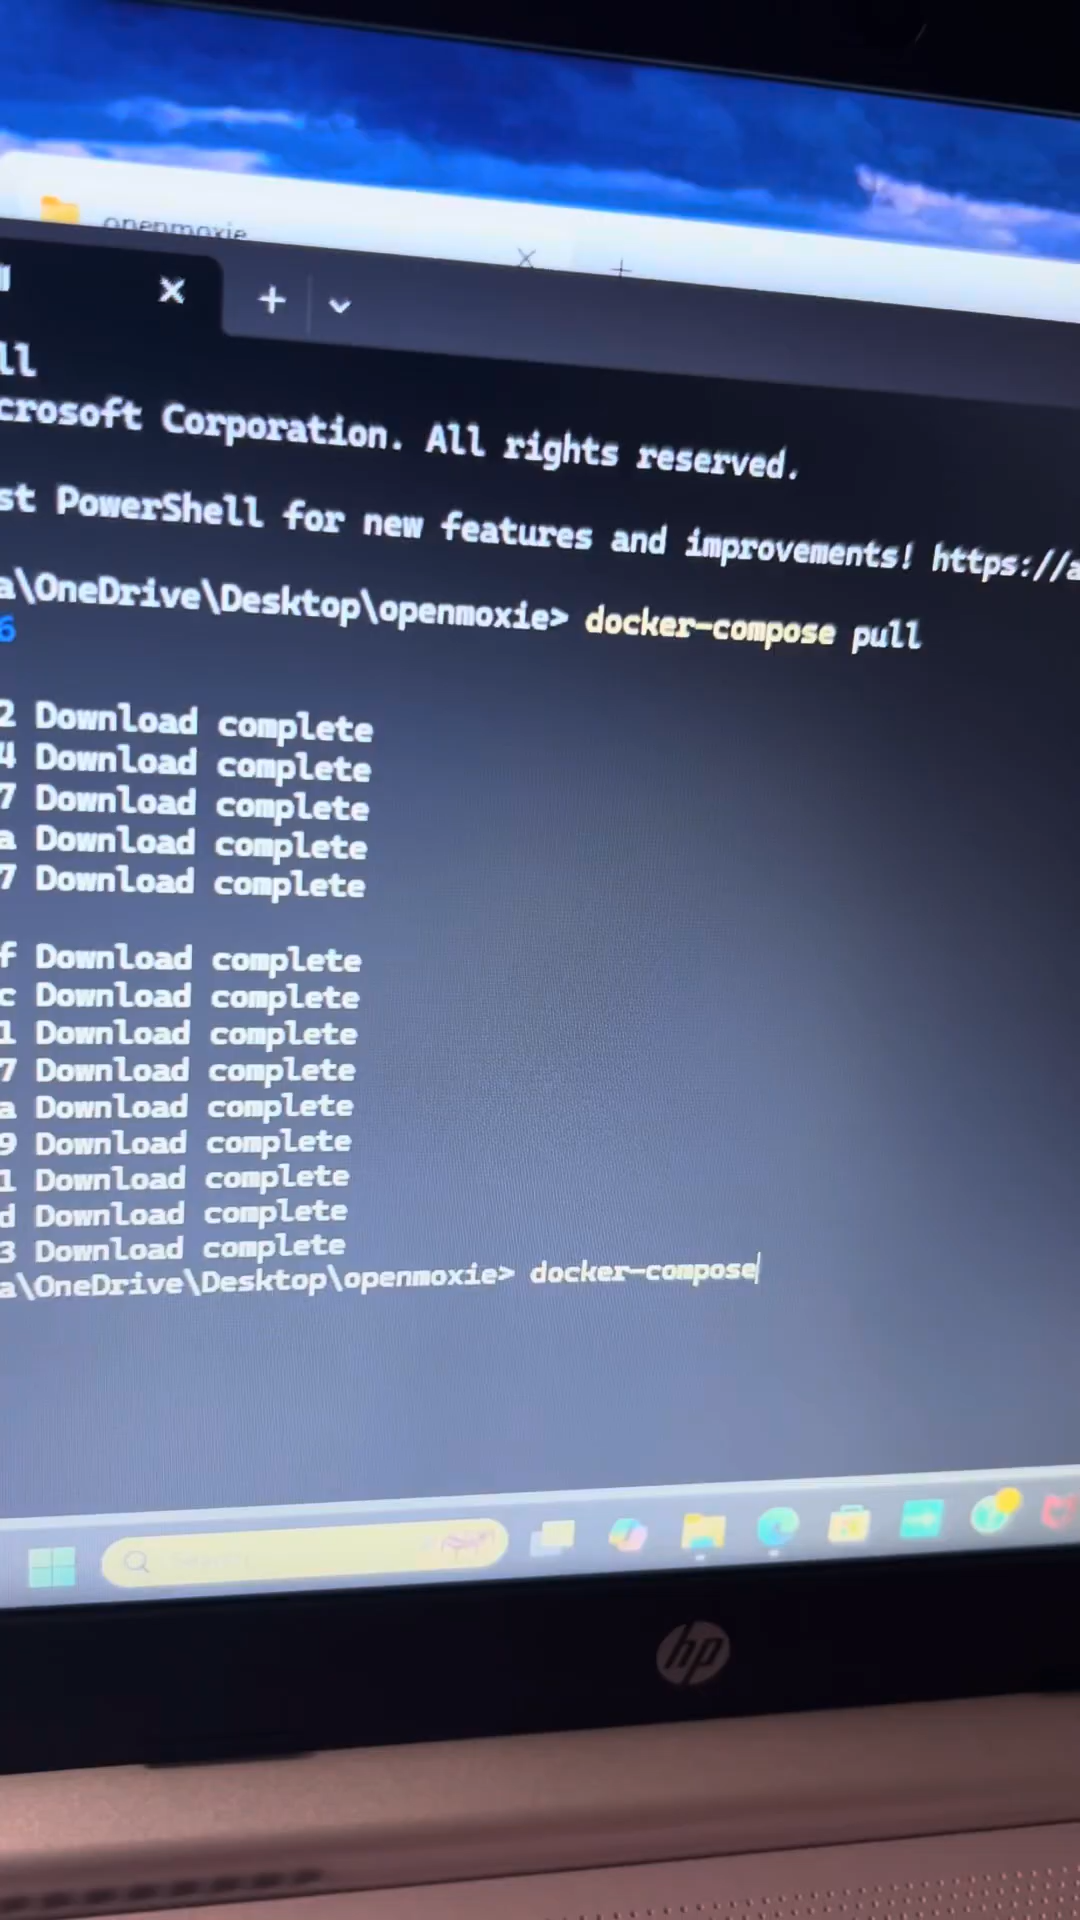 openmoxie
ll
crosoft Corporation. All rights reserved.
st PowerShell for new features and improvements! https://a
a\OneDrive\Desktop\openmoxie> docker-compose pull
6
2 Download complete
4 Download complete
7 Download complete
a Download complete
7 Download complete
f Download complete
c Download complete
1 Download complete
7 Download complete
a Download complete
9 Download complete
1 Download complete
d Download complete
3 Download complete
a\OneDrive\Desktop\openmoxie> docker-compose
Search
hp